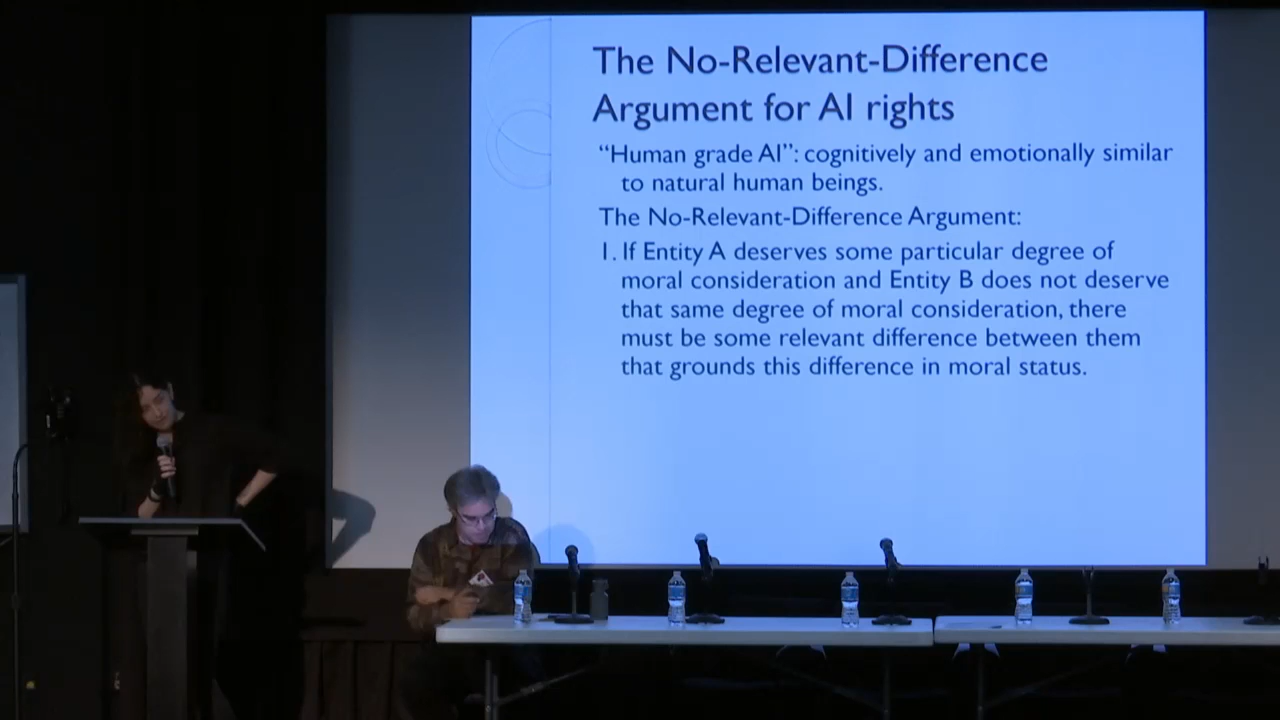 The No-Relevant-Difference
Argument for AI rights
“Human grade AI”: cognitively and emotionally similar
to natural human beings.
The No-Relevant-Difference Argument:
1. If Entity A deserves some particular degree of
moral consideration and Entity B does not deserve
that same degree of moral consideration, there
must be some relevant difference between them
that grounds this difference in moral status.